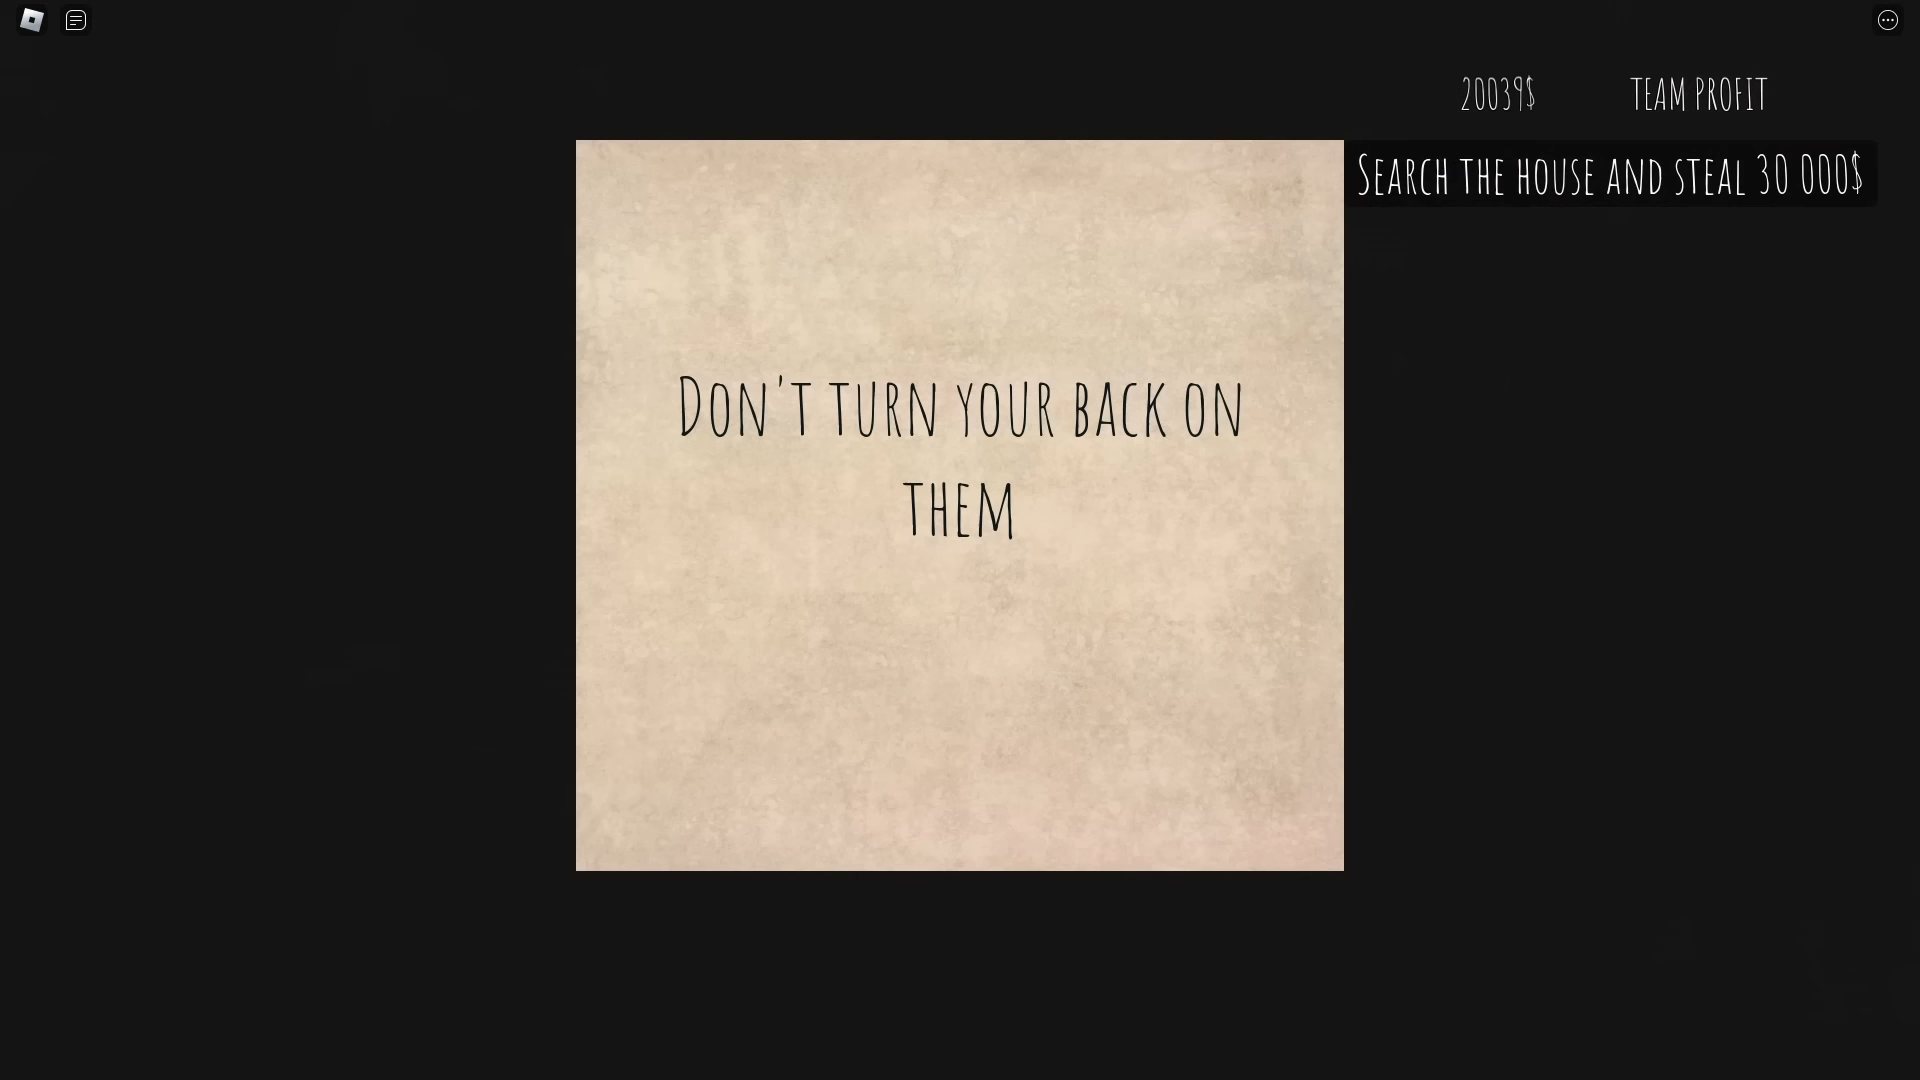 20039$ TEAM PROFIT
SEARCH THE HOUSE AND STEAL 30 000$
DON'T TURN YOUR BACK ON
THEM